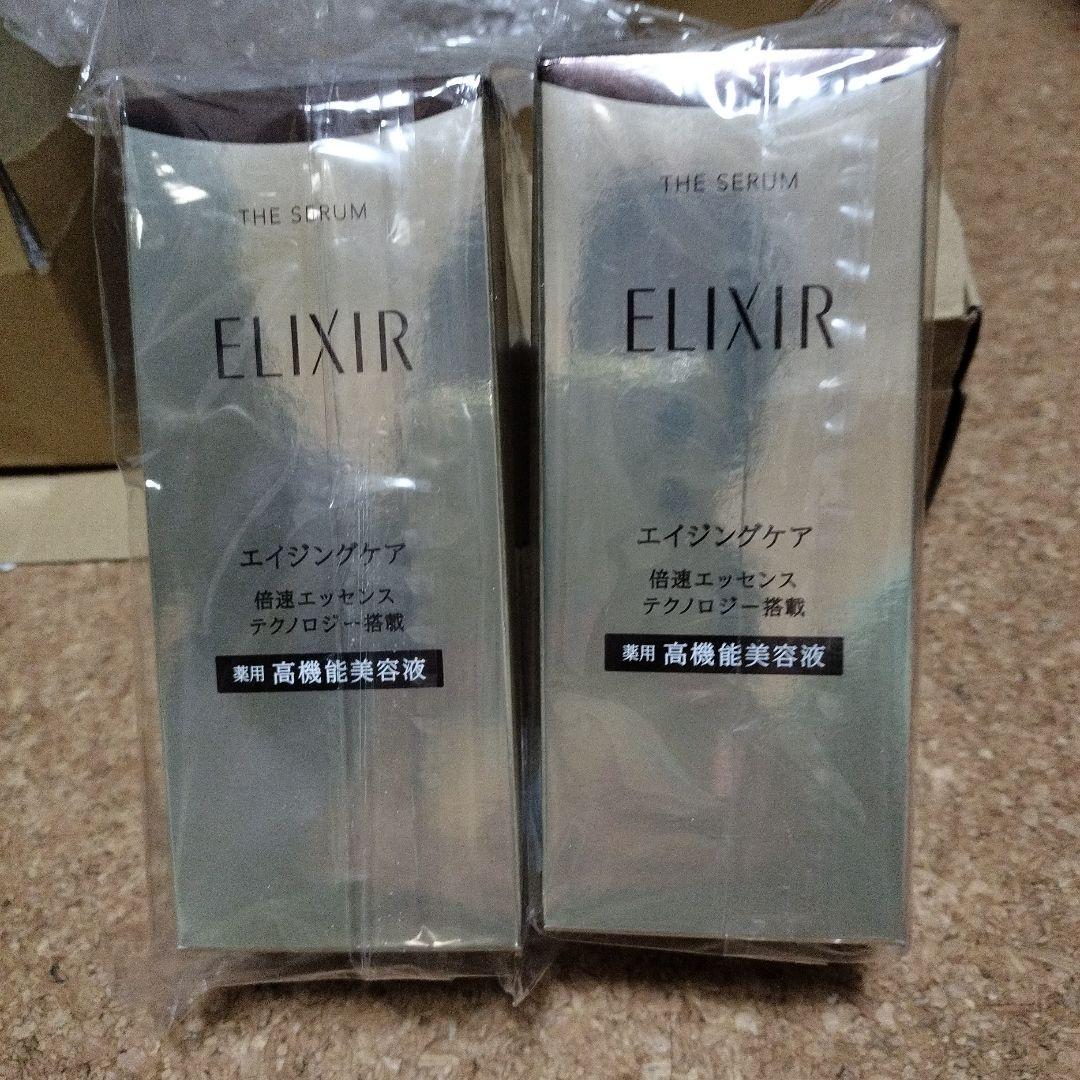 THE SERUM
ELIXIR
エイジングケア
倍速エッセンス
テクノロジー搭載
薬用 高機能美容液
THE SERUM
ELIXIR
エイジングケア
倍速エッセンス
テクノロジー搭載
薬用 高機能美容液